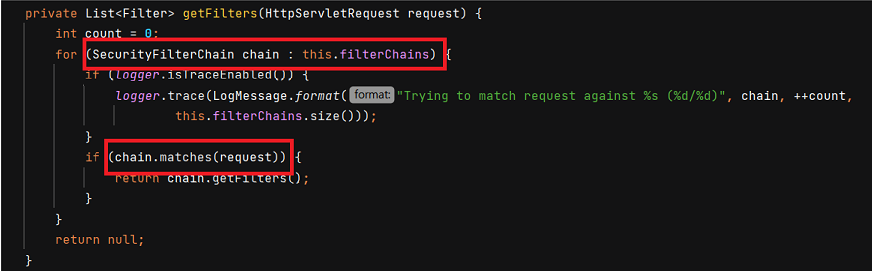 private List<Filter> getFilters(HttpServletRequest request) {
int count = 0;
for (SecurityFilterChain chain : this.filterChains) {
if (logger.isTraceEnabled()) {
logger.trace(LogMessage.format( format: "Trying to match request against %s (%d/%d)", chain, ++count,
this.filterChains.size()));
}
if (chain.matches(request)) {
return chain.getFilters();
}
}
return null;
}